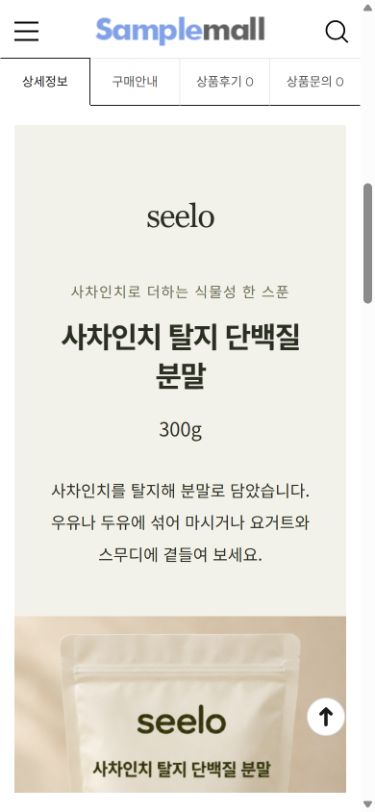 Samplemall
상세정보
구매안내
상품후기 0
상품문의 0
seelo
사차인치로 더하는 식물성 한 스푼
사차인치 탈지 단백질
분말
300g
사차인치를 탈지해 분말로 담았습니다.
우유나 두유에 섞어 마시거나 요거트와
스무디에 곁들여 보세요.
seelo
사차인치 탈지 단백질 분말